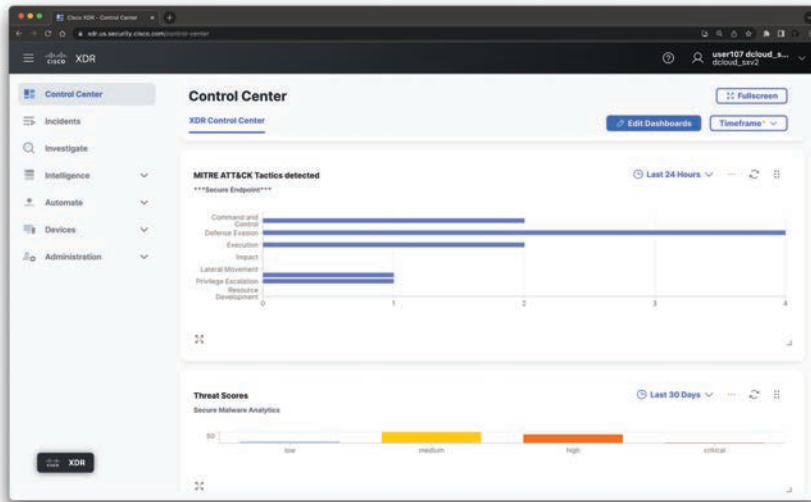 Cisco XDR - Control Center
xdr.us.security.cisco.com/control-center
CISCO XDR
user107 dcloud_s...
dcloud_sxv2
Control Center
Incidents
Investigate
Intelligence
Automate
Devices
Administration
Control Center
Fullscreen
XDR Control Center
Edit Dashboards
Timeframe*
MITRE ATT&CK Tactics detected
Last 24 Hours
***Secure Endpoint***
Command and
Control
Defense Evasion
Execution
Impact
Lateral Movement
Privilege Escalation
Resource
Development
0 1 2 3 4
Threat Scores
Last 30 Days
Secure Malware Analytics
50
low medium high critical
CISCO XDR